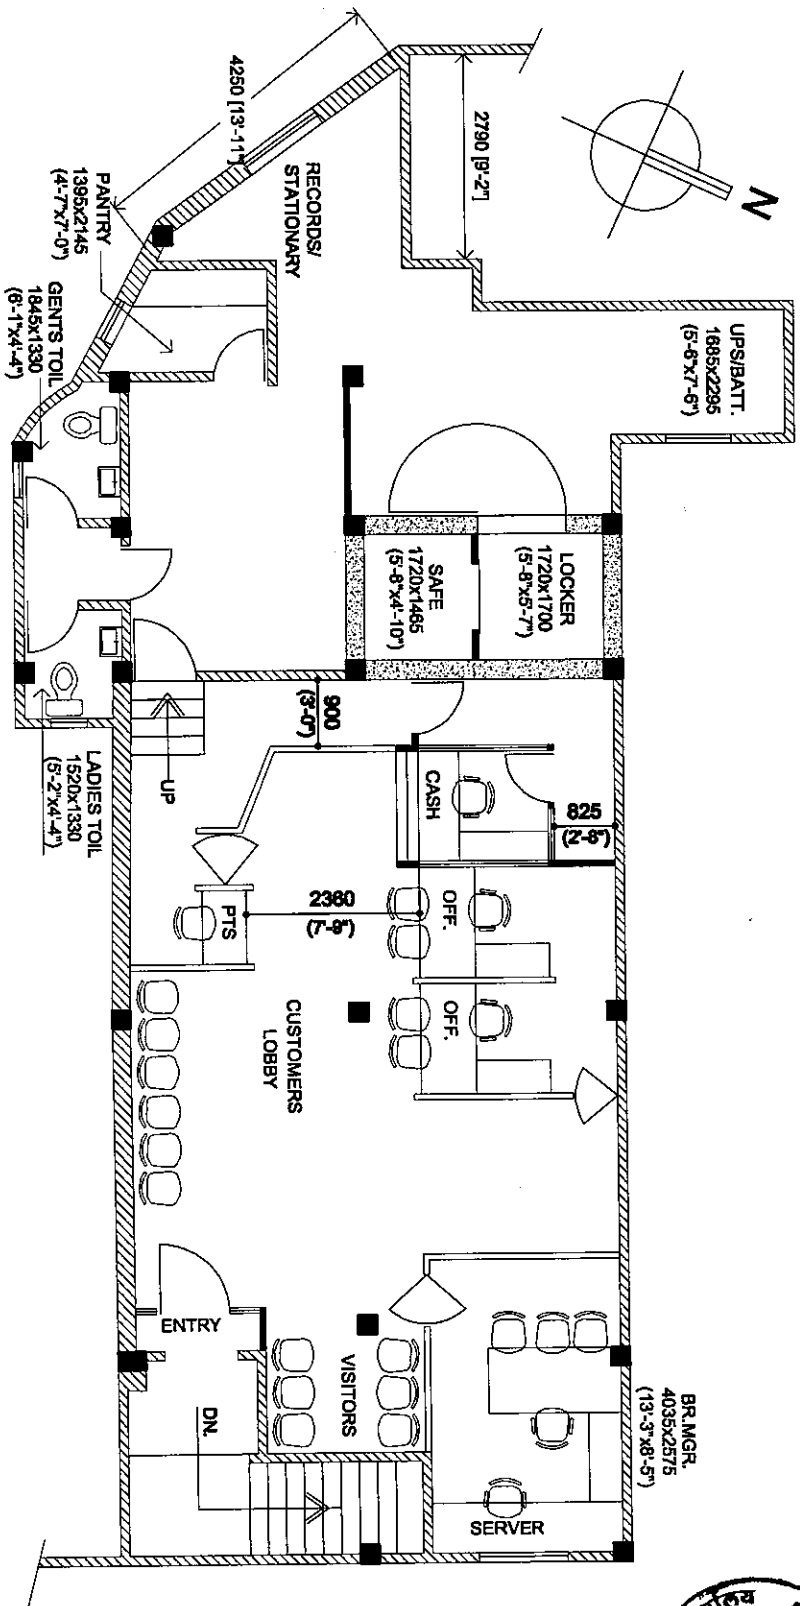 N
4250 [13'-11"]
2790 [9'-2"]
RECORDS/
STATIONARY
PANTRY
1395x2145
(4'-7"x7'-0")
GENTS TOIL
1845x1330
(6'-1"x4'-4")
UPS/BATT.
1685x2295
(5'-6"x7'-6")
LOCKER
1720x1700
(5'-8"x5'-7")
SAFE
1720x1465
(5'-8"x4'-10")
900
(3'-0")
UP
LADIES TOIL
1520x1330
(5'-2"x4'-4")
CASH
825
(2'-8")
2360
(7'-9")
PTS
OFF.
OFF.
CUSTOMERS
LOBBY
ENTRY
VISITORS
DN.
BR.MGR.
4035x2575
(13'-3"x8'-5")
SERVER